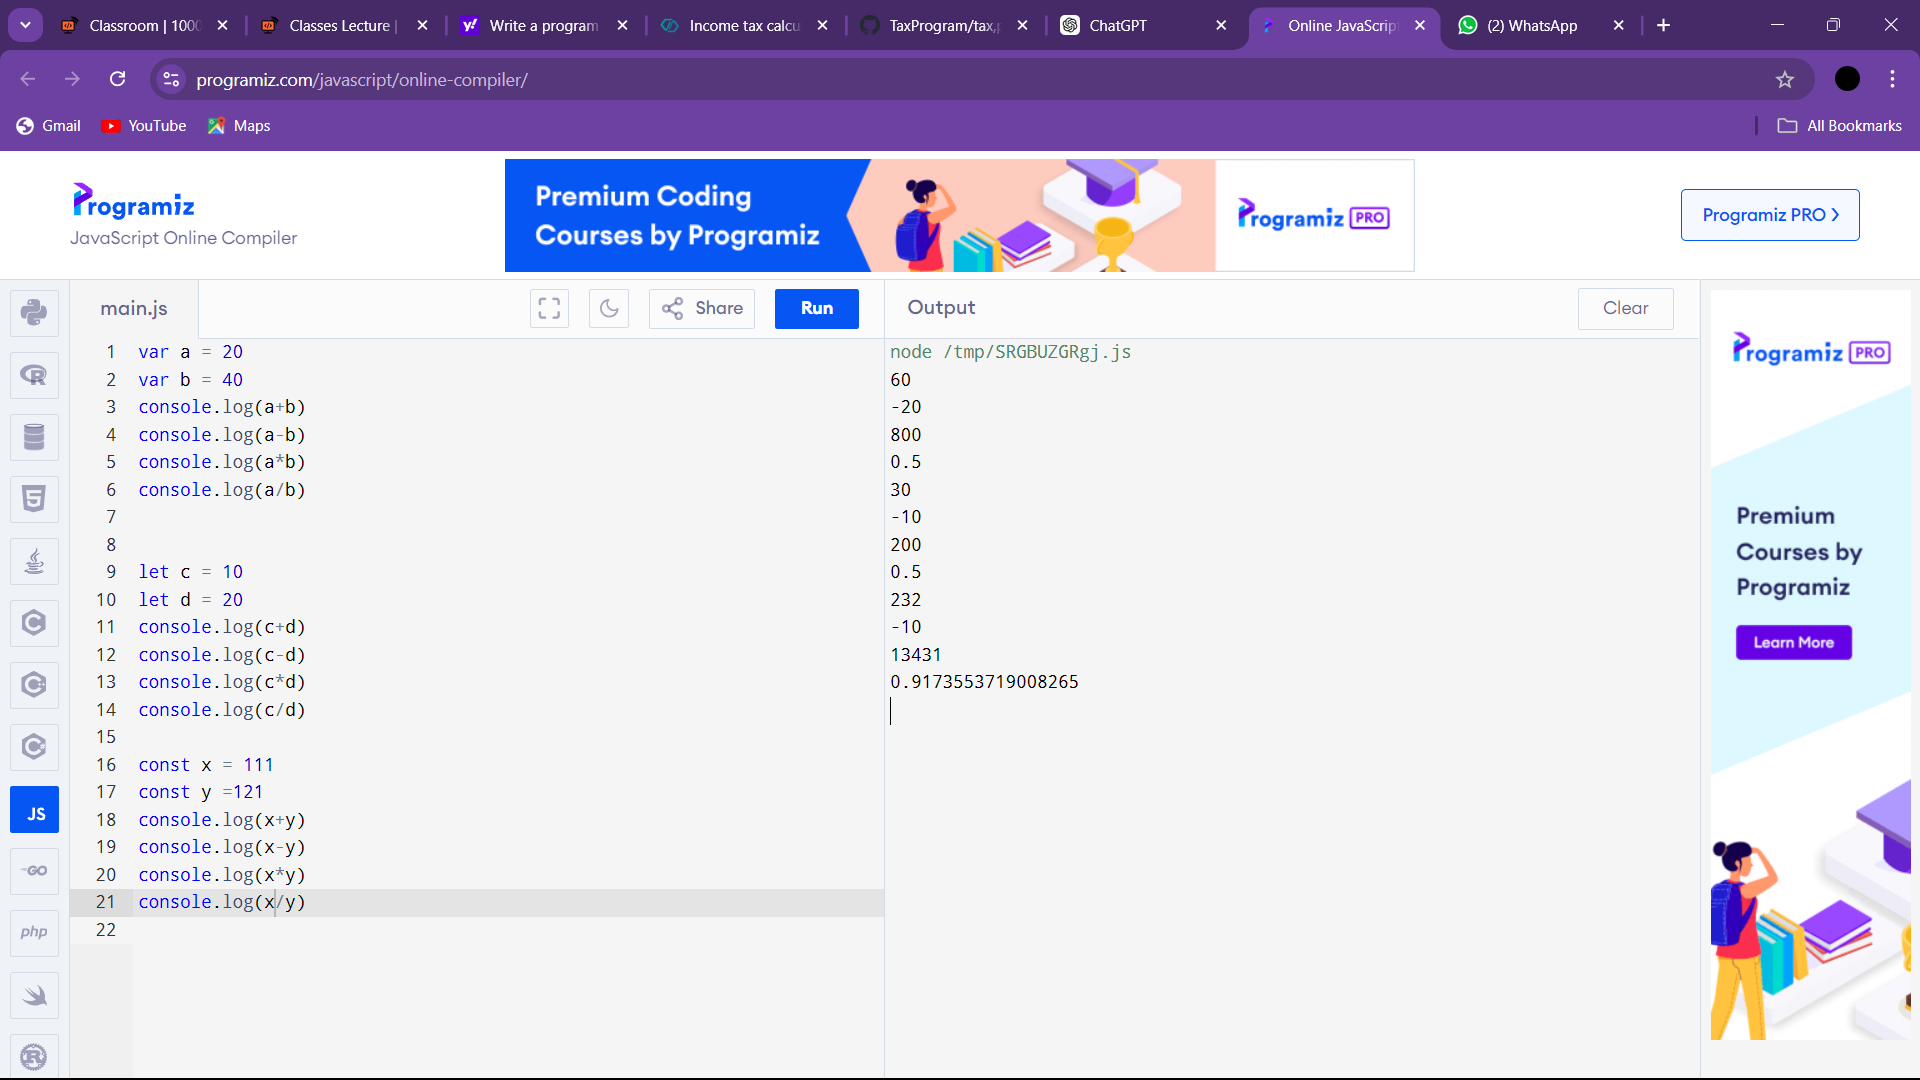 Classroom | 1000
Classes Lecture |
Write a program
Income tax calcu
TaxProgram/tax.p
ChatGPT
Online JavaScrip
(2) WhatsApp
programiz.com/javascript/online-compiler/
Gmail
YouTube
Maps
All Bookmarks
Programiz
JavaScript Online Compiler
Premium Coding
Courses by Programiz
Programiz PRO
Programiz PRO
main.js
Share
Run
Output
Clear
1 var a = 20
2 var b = 40
3 console.log(a+b)
4 console.log(a-b)
5 console.log(a*b)
6 console.log(a/b)
7
8
9 let c = 10
10 let d = 20
11 console.log(c+d)
12 console.log(c-d)
13 console.log(c*d)
14 console.log(c/d)
15
16 const x = 111
17 const y =121
18 console.log(x+y)
19 console.log(x-y)
20 console.log(x*y)
21 console.log(x/y)
22
node /tmp/SRGBUZGRgj.js
60
-20
800
0.5
30
-10
200
0.5
232
-10
13431
0.9173553719008265
Programiz PRO
Premium
Courses by
Programiz
Learn More
R
5
C
C
C
JS
GO
php
R